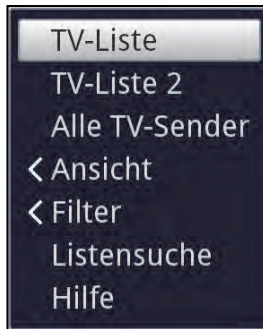 TV-Liste
TV-Liste 2
Alle TV-Sender
< Ansicht
< Filter
Listensuche
Hilfe